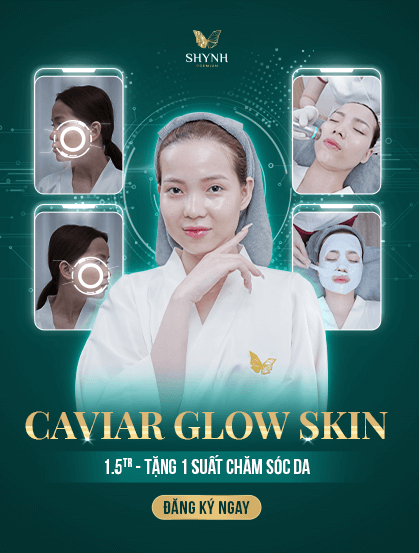 SHYNH
PREMIUM
CAVIAR GLOW SKIN
1.5TR - TẶNG 1 SUẤT CHĂM SÓC DA
ĐĂNG KÝ NGAY